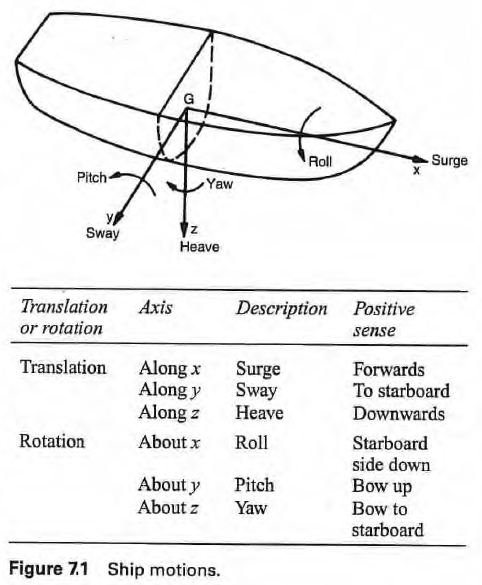 G
Roll
Surge
x
Pitch
Yaw
y
Sway
z
Heave
Translation or rotation Axis Description Positive sense
Translation Along x Surge Forwards
Along y Sway To starboard
Along z Heave Downwards
Rotation About x Roll Starboard side down
About y Pitch Bow up
About z Yaw Bow to starboard
Figure 7.1 Ship motions.